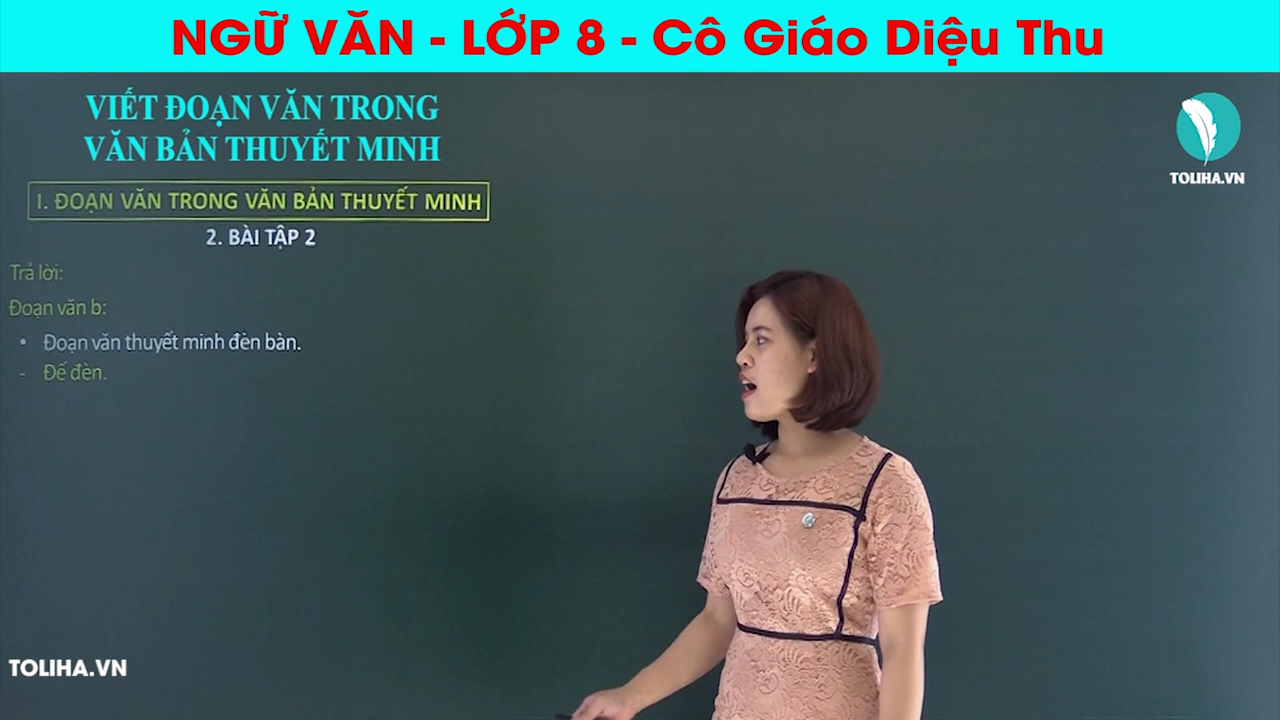 NGỮ VĂN - LỚP 8 - Cô Giáo Diệu Thu
VIẾT ĐOẠN VĂN TRONG
VĂN BẢN THUYẾT MINH
TOLIHA.VN
I. ĐOẠN VĂN TRONG VĂN BẢN THUYẾT MINH
2. BÀI TẬP 2
Trả lời:
Đoạn văn b:
• Đoạn văn thuyết minh đèn bàn.
- Đế đèn.
TOLIHA.VN